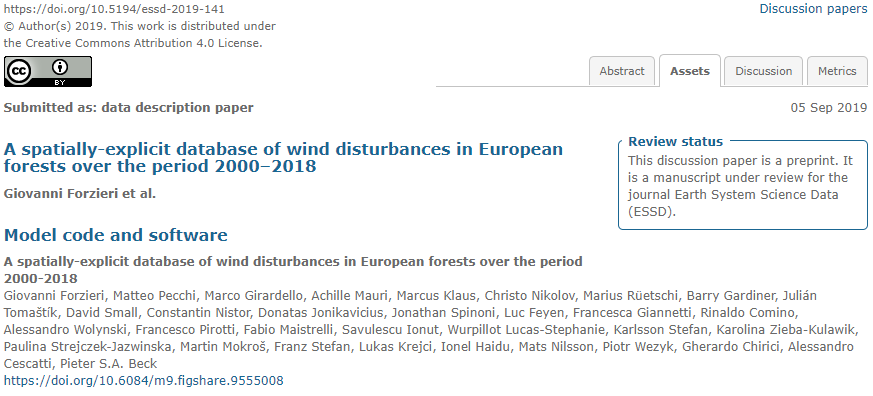 https://doi.org/10.5194/essd-2019-141
© Author(s) 2019. This work is distributed under
the Creative Commons Attribution 4.0 License.
Discussion papers
cc BY
Abstract
Assets
Discussion
Metrics
Submitted as: data description paper
05 Sep 2019
A spatially-explicit database of wind disturbances in European
forests over the period 2000–2018
Giovanni Forzieri et al.
Review status
This discussion paper is a preprint. It
is a manuscript under review for the
journal Earth System Science Data
(ESSD).
Model code and software
A spatially-explicit database of wind disturbances in European forests over the period
2000-2018
Giovanni Forzieri, Matteo Pecchi, Marco Girardello, Achille Mauri, Marcus Klaus, Christo Nikolov, Marius Rüetschi, Barry Gardiner, Julián
Tomaštík, David Small, Constantin Nistor, Donatas Jonikavicius, Jonathan Spinoni, Luc Feyen, Francesca Giannetti, Rinaldo Comino,
Alessandro Wolynski, Francesco Pirotti, Fabio Maistrelli, Savulescu Ionut, Wurpillot Lucas-Stephanie, Karlsson Stefan, Karolina Zieba-Kulawik,
Paulina Strejczek-Jazwinska, Martin Mokroš, Franz Stefan, Lukas Krejci, Ionel Haidu, Mats Nilsson, Piotr Wezyk, Gherardo Chirici, Alessandro
Cescatti, Pieter S.A. Beck
https://doi.org/10.6084/m9.figshare.9555008